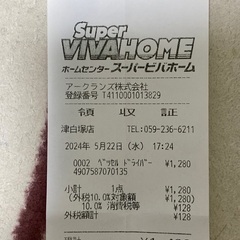 Super
VIVAHOME
ホームセンター スーパービバホーム
アークランズ株式会社
登録番号 T4110001013829
領 収 証
津白塚店 TEL:059-236-6211
2024年 5月22日(水) 17:24
0002 ベッセル ドライバー ¥1,280
4907587070135
小計 1点 ¥1,280
(外税10.0%対象額 ¥1,280)
10.0% 消費税等 ¥128
外税額計 ¥128